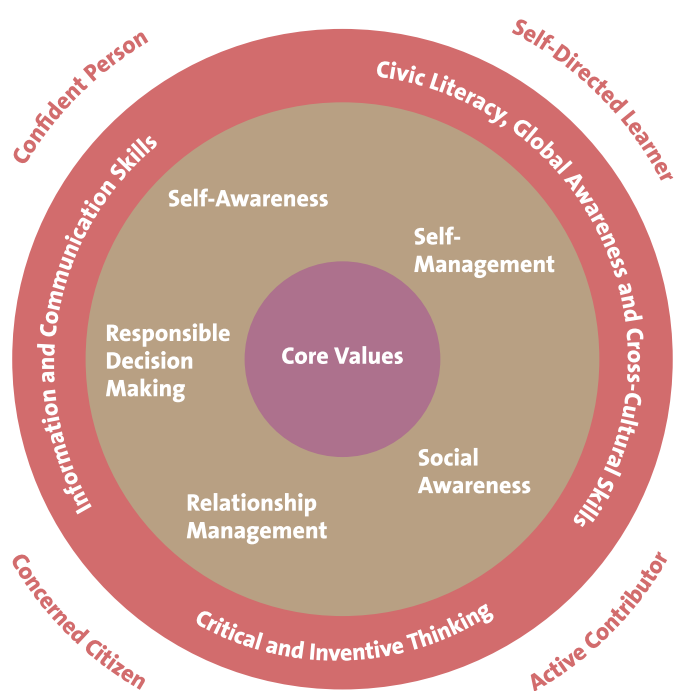 Confident Person
Self-Directed Learner
Civic Literacy, Global Awareness and Cross-Cultural Skills
Information and Communication Skills
Self-Awareness
Self-
Management
Responsible
Decision
Making
Core Values
Social
Awareness
Relationship
Management
Critical and Inventive Thinking
Concerned Citizen
Active Contributor